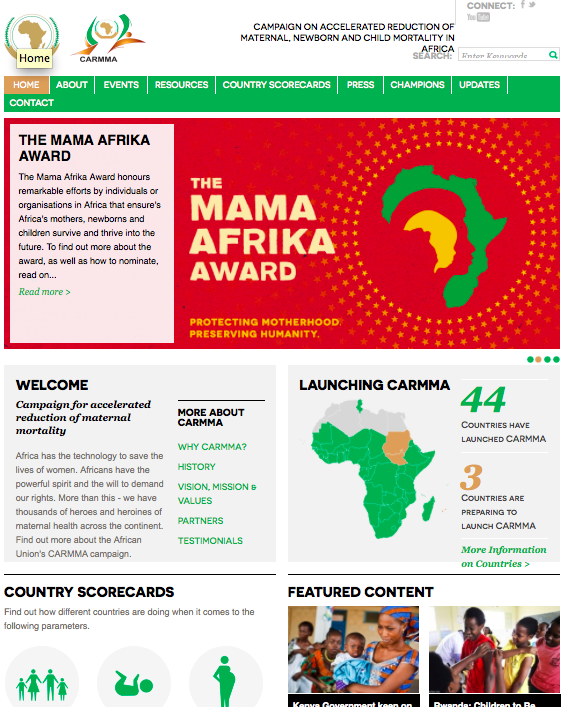 CONNECT:
You Tube
CARMMA
Home
CAMPAIGN ON ACCELERATED REDUCTION OF
MATERNAL, NEWBORN AND CHILD MORTALITY IN
AFRICA
SEARCH: Enter Keywords
HOME ABOUT EVENTS RESOURCES COUNTRY SCORECARDS PRESS CHAMPIONS UPDATES
CONTACT
THE MAMA AFRIKA
AWARD
The Mama Afrika Award honours
remarkable efforts by individuals or
organisations in Africa that ensure's
Africa's mothers, newborns and
children survive and thrive into the
future. To find out more about the
award, as well as how to nominate,
read on...
Read more >
THE
MAMA
AFRIKA
AWARD
PROTECTING MOTHERHOOD.
PRESERVING HUMANITY.
WELCOME
Campaign for accelerated
reduction of maternal
mortality
Africa has the technology to save the
lives of women. Africans have the
powerful spirit and the will to demand
our rights. More than this - we have
thousands of heroes and heroines of
maternal health across the continent.
Find out more about the African
Union's CARMMA campaign.
MORE ABOUT
CARMMA
WHY CARMMA?
HISTORY
VISION, MISSION &
VALUES
PARTNERS
TESTIMONIALS
LAUNCHING CARMMA
44
COUNTRIES HAVE
LAUNCHED CARMMA
3
COUNTRIES ARE
PREPARING TO
LAUNCH CARMMA
More Information
on Countries >
COUNTRY SCORECARDS
Find out how different countries are doing when it comes to the
following parameters.
FEATURED CONTENT
Kenya Government keen on
Rwanda: Children to Be